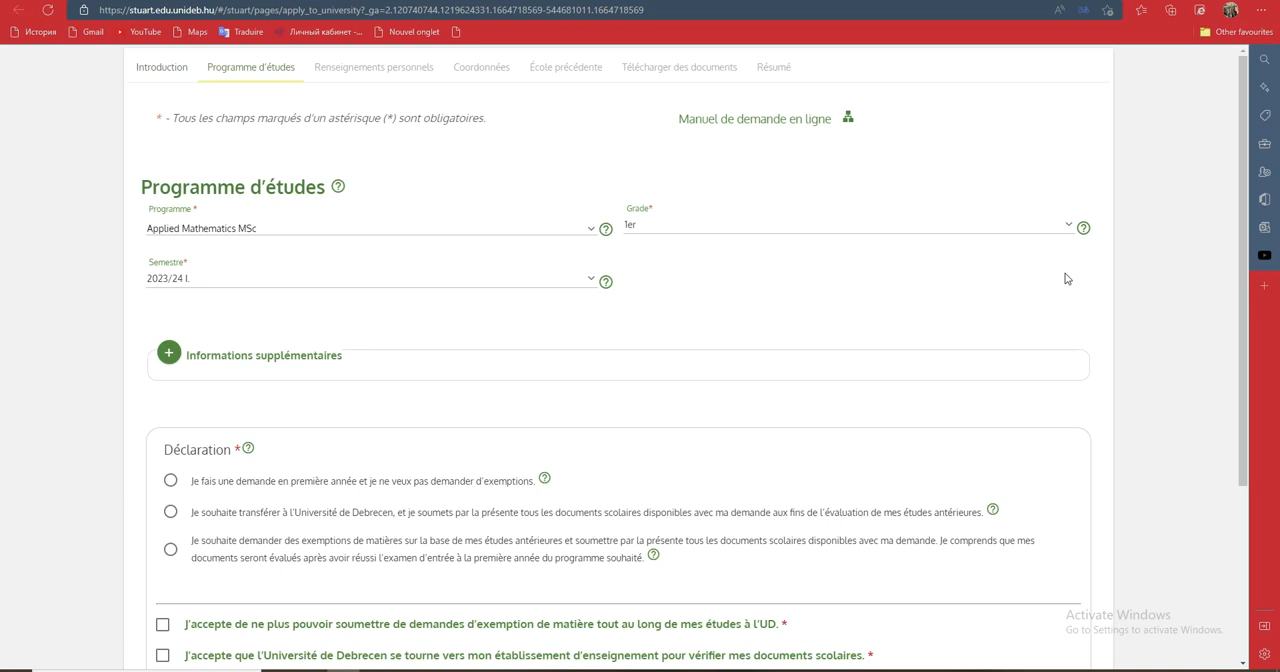 https://stuart.edu.unideb.hu/#/stuart/pages/apply_to_university?_ga=2.120740744.1219624331.1664718569-544681011.1664718569
История Gmail YouTube Maps Traduire Личный кабинет -... Nouvel onglet Other favourites
Introduction Programme d'études Renseignements personnels Coordonnées École précédente Télécharger des documents Résumé
* - Tous les champs marqués d'un astérisque (*) sont obligatoires. Manuel de demande en ligne
Programme d'études
Programme * Grade*
Applied Mathematics MSc 1er
Semestre*
2023/24 I.
Informations supplémentaires
Déclaration *
Je fais une demande en première année et je ne veux pas demander d'exemptions.
Je souhaite transférer à l'Université de Debrecen, et je soumets par la présente tous les documents scolaires disponibles avec ma demande aux fins de l'évaluation de mes études antérieures.
Je souhaite demander des exemptions de matières sur la base de mes études antérieures et soumettre par la présente tous les documents scolaires disponibles avec ma demande. Je comprends que mes
documents seront évalués après avoir réussi l'examen d'entrée à la première année du programme souhaité.
J'accepte de ne plus pouvoir soumettre de demandes d'exemption de matière tout au long de mes études à l'UD. *
J'accepte que l'Université de Debrecen se tourne vers mon établissement d'enseignement pour vérifier mes documents scolaires. *
Activate Windows
Go to Settings to activate Windows.